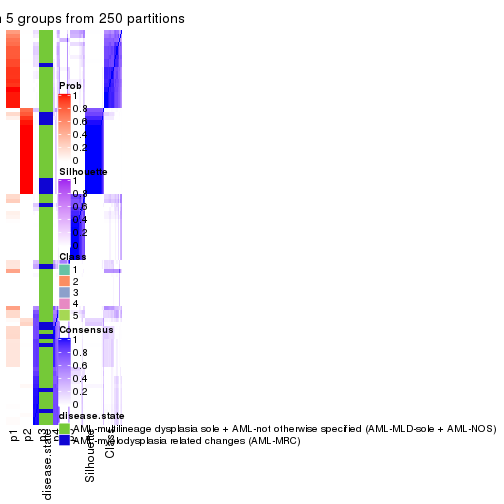 5 groups from 250 partitions
Prob
1
0.8
0.6
0.4
0.2
0
Silhouette
1
0.8
0.6
0.4
0.2
0
Class
1
2
3
4
5
Consensus
1
0.8
0.6
0.4
0.2
0
disease.state
AML-multilineage dysplasia sole + AML-not otherwise specified (AML-MLD-sole + AML-NOS)
AML-myelodysplasia related changes (AML-MRC)
p1
p2
p3
p4
disease.state
Silhouette
Class